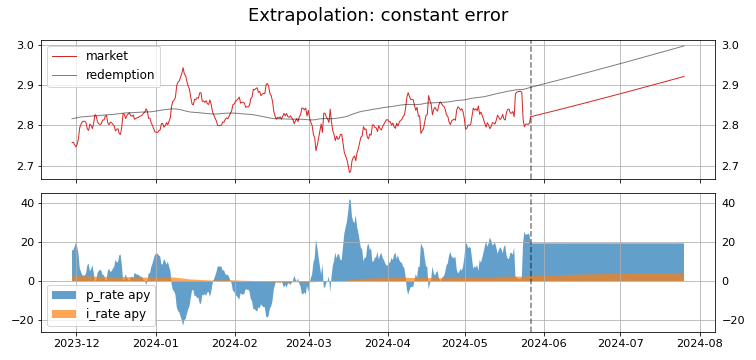 Extrapolation: constant error
3.0 3.0
market
redemption
2.9 2.9
2.8 2.8
2.7 2.7
40 40
20 20
0 0
p_rate apy
i_rate apy
−20 −20
2023-12 2024-01 2024-02 2024-03 2024-04 2024-05 2024-06 2024-07 2024-08